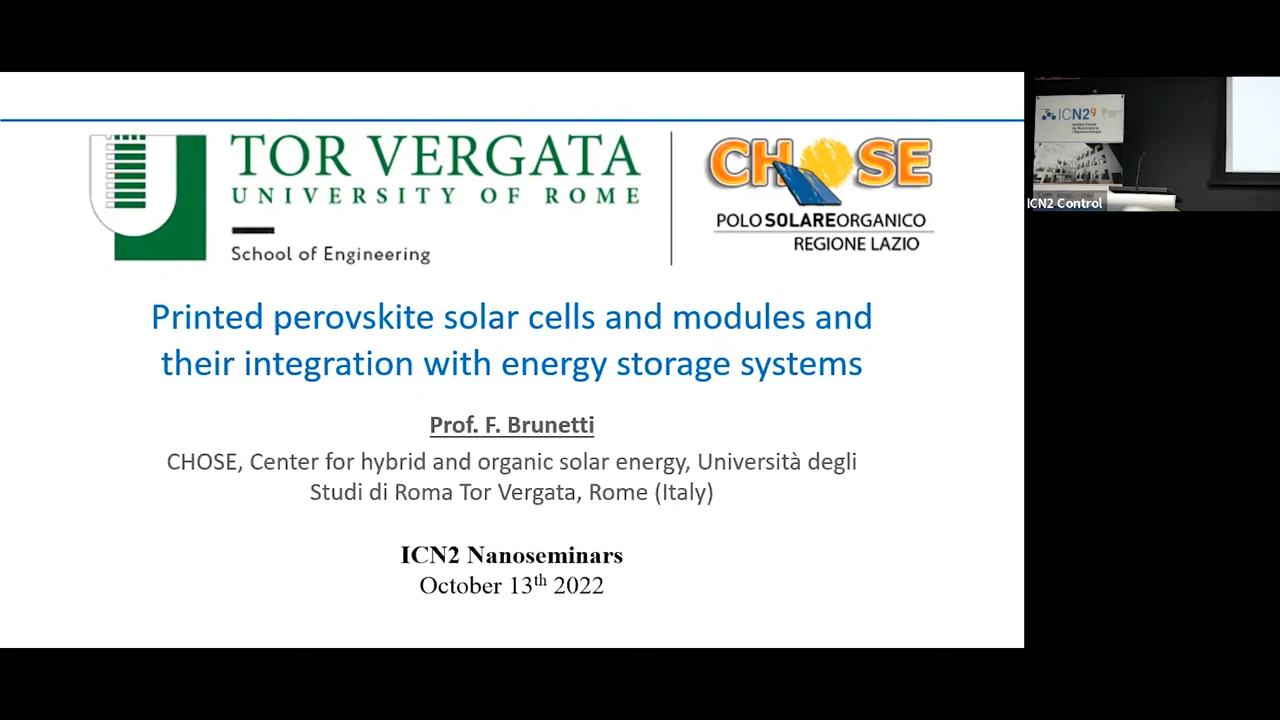 TOR VERGATA
UNIVERSITY OF ROME
School of Engineering
CHOSE
POLO SOLARE ORGANICO
REGIONE LAZIO
Printed perovskite solar cells and modules and
their integration with energy storage systems
Prof. F. Brunetti
CHOSE, Center for hybrid and organic solar energy, Università degli
Studi di Roma Tor Vergata, Rome (Italy)
ICN2 Nanoseminars
October 13th 2022
ICN2
ICN2 Control